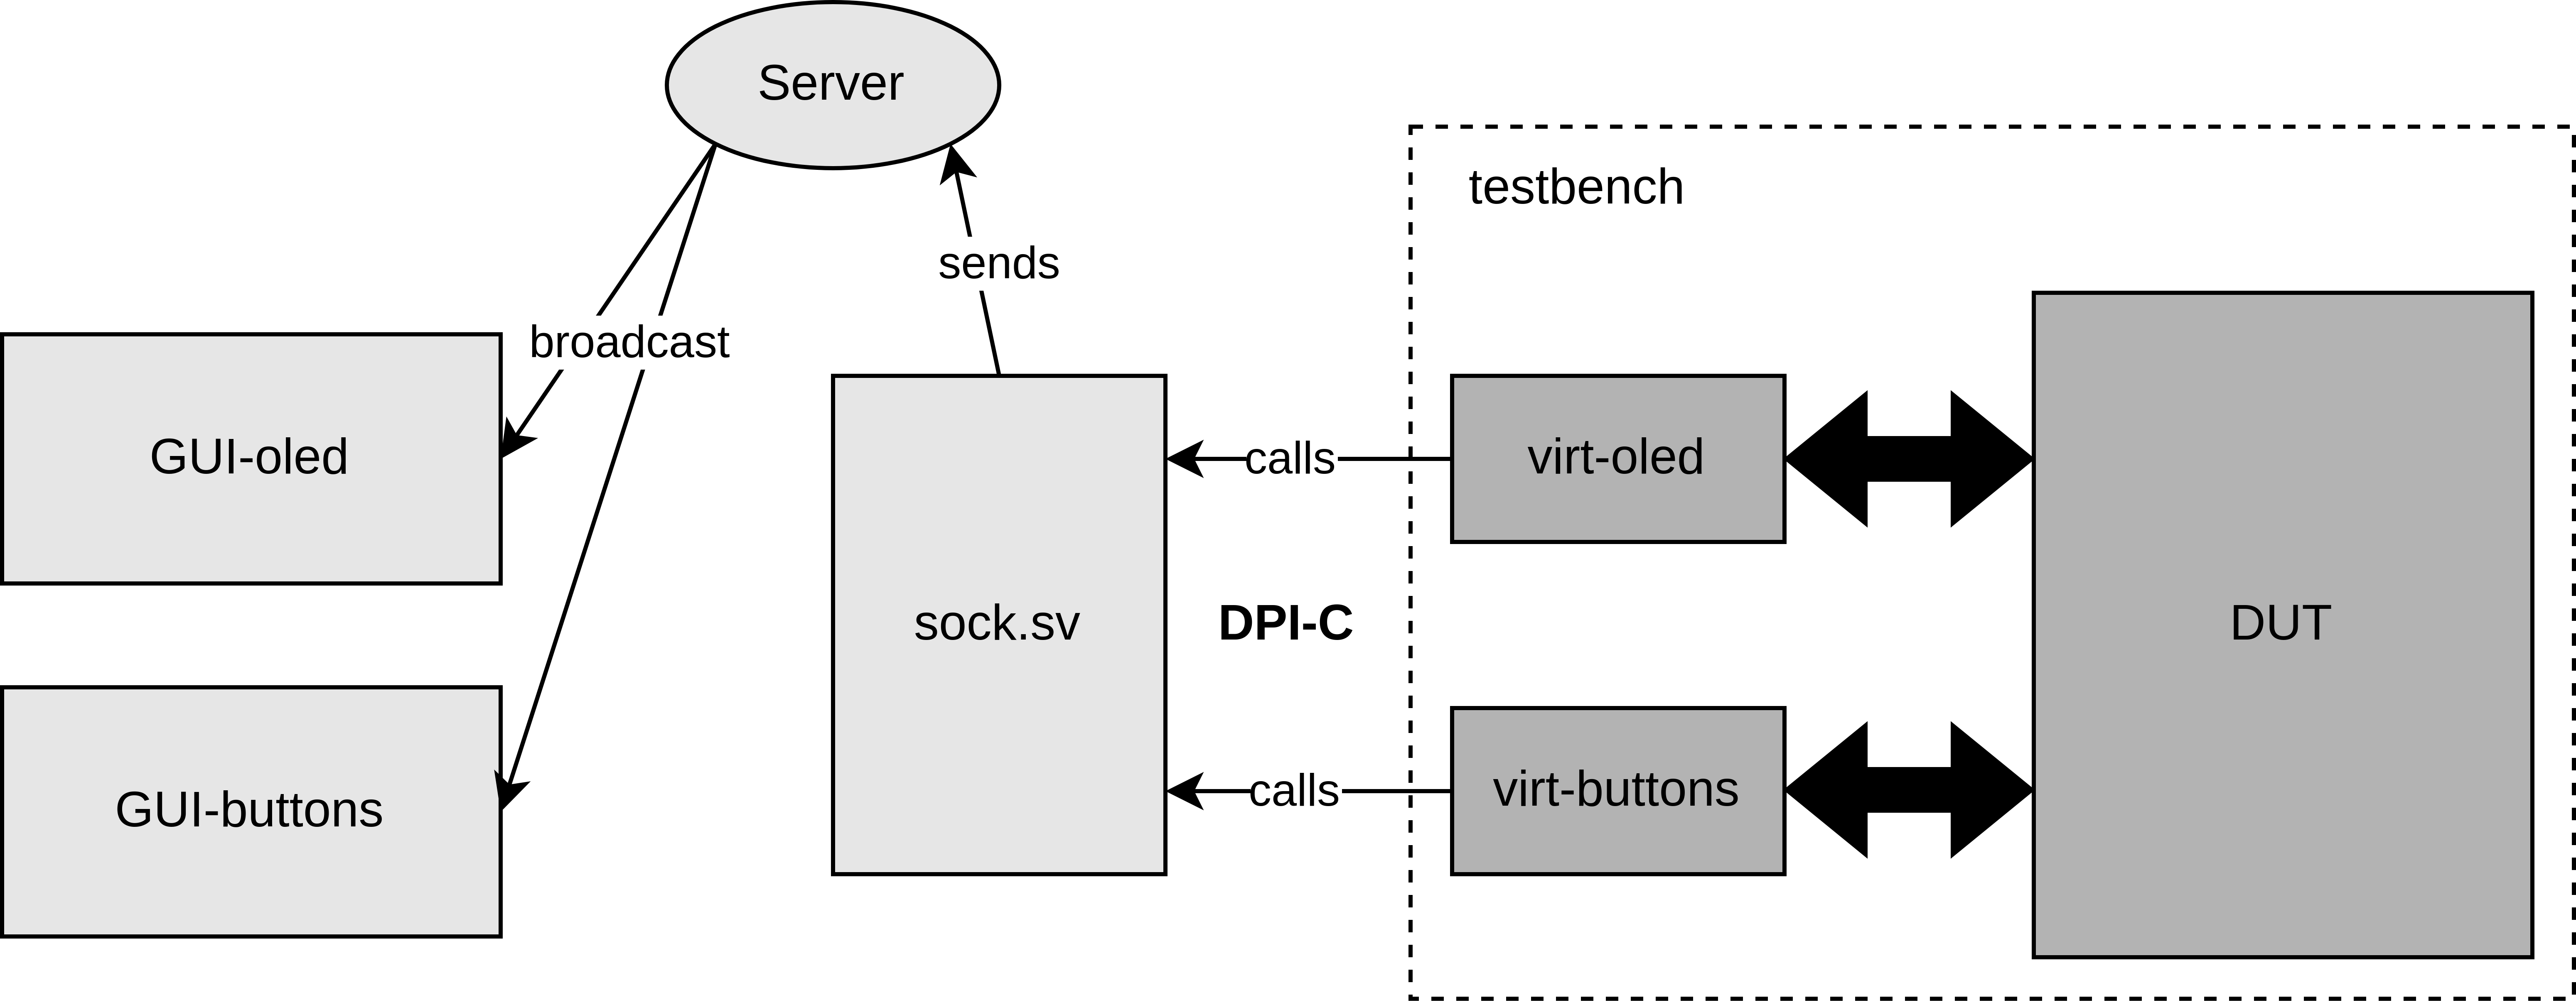 Server
testbench
sends
broadcast
GUI-oled
calls
virt-oled
sock.sv
DPI-C
DUT
GUI-buttons
calls
virt-buttons